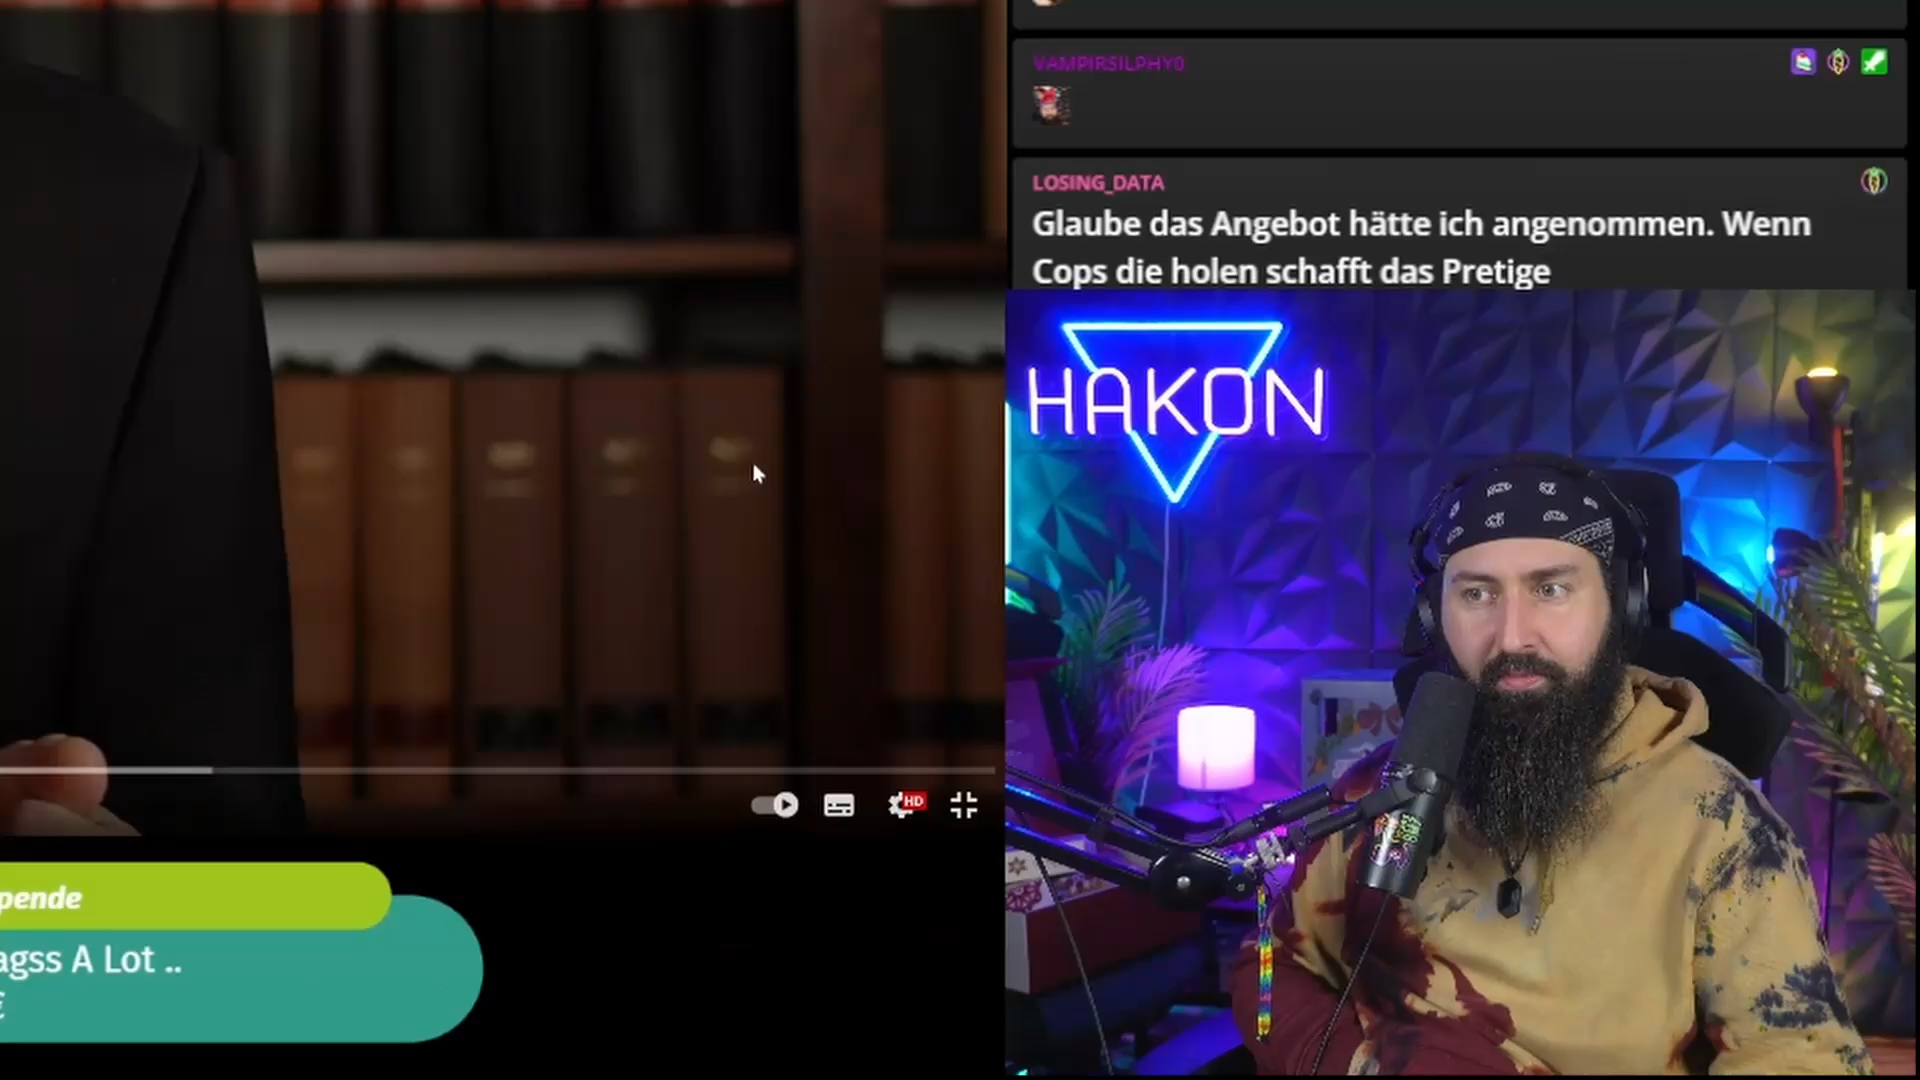 VAMPIRSILPHY0
LOSING_DATA
Glaube das Angebot hätte ich angenommen. Wenn
Cops die holen schafft das Pretige
HAKON
HD
pende
agss A Lot ..
€